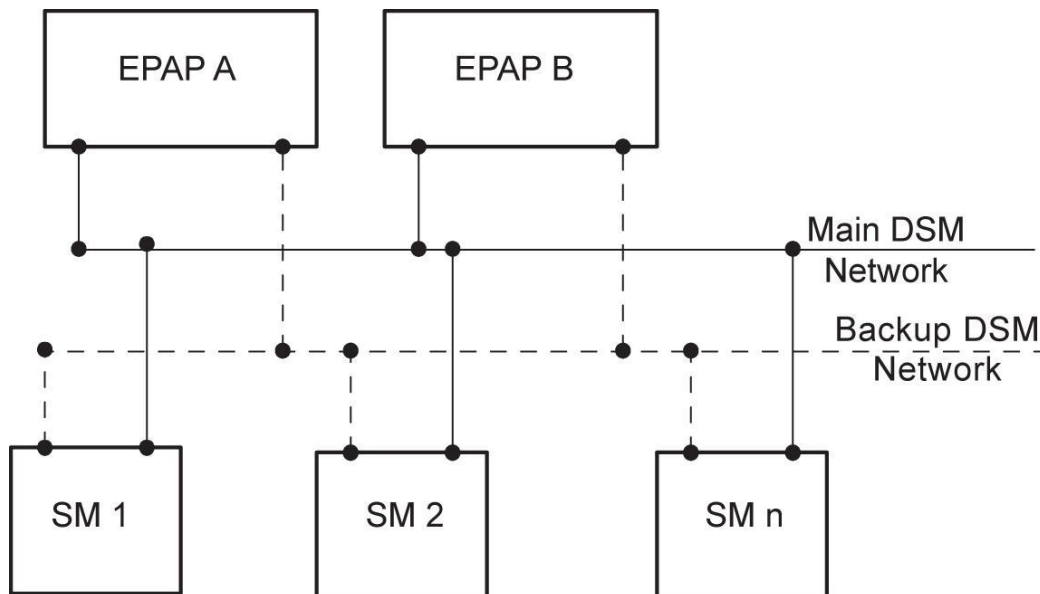 EPAP A
EPAP B
Main DSM
Network
Backup DSM
Network
SM 1
SM 2
SM n